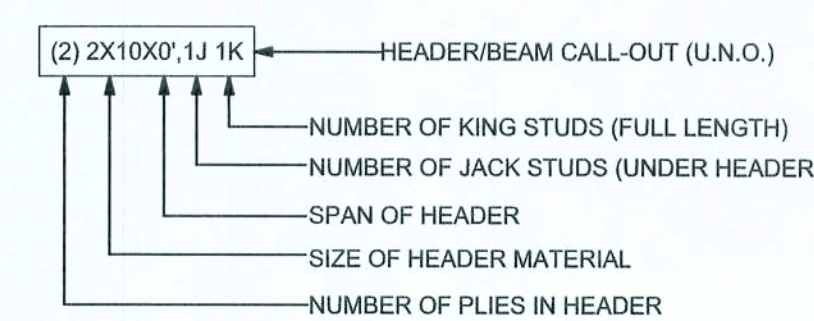 (2) 2X10X0',1J 1K HEADER/BEAM CALL-OUT (U.N.O.)
NUMBER OF KING STUDS (FULL LENGTH)
NUMBER OF JACK STUDS (UNDER HEADER
SPAN OF HEADER
SIZE OF HEADER MATERIAL
NUMBER OF PLIES IN HEADER